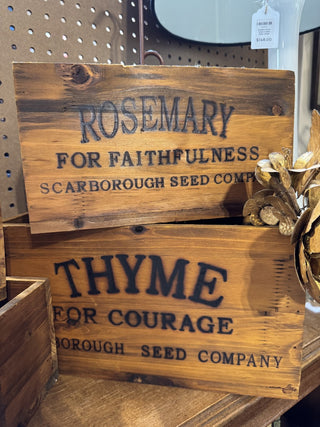 ROSEMARY
FOR FAITHFULNESS
SCARBOROUGH SEED COMP
THYME
FOR COURAGE
BOROUGH SEED COMPANY